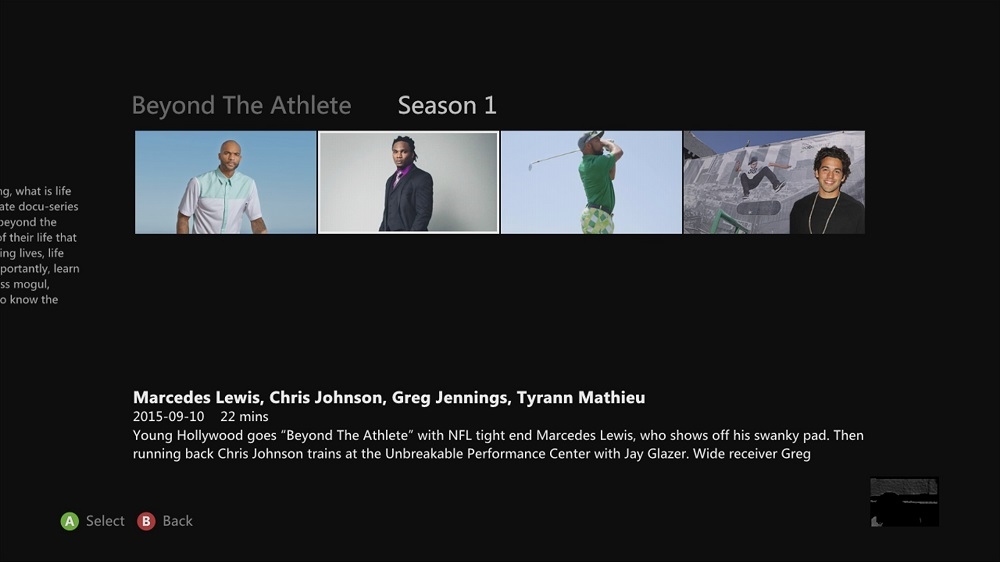 Beyond The Athlete Season 1
ng, what is life
ate docu-series
beyond the
of their life that
ing lives, life
portantly, learn
ss mogul,
o know the
Marcedes Lewis, Chris Johnson, Greg Jennings, Tyrann Mathieu
2015-09-10 22 mins
Young Hollywood goes “Beyond The Athlete” with NFL tight end Marcedes Lewis, who shows off his swanky pad. Then
running back Chris Johnson trains at the Unbreakable Performance Center with Jay Glazer. Wide receiver Greg
A Select B Back